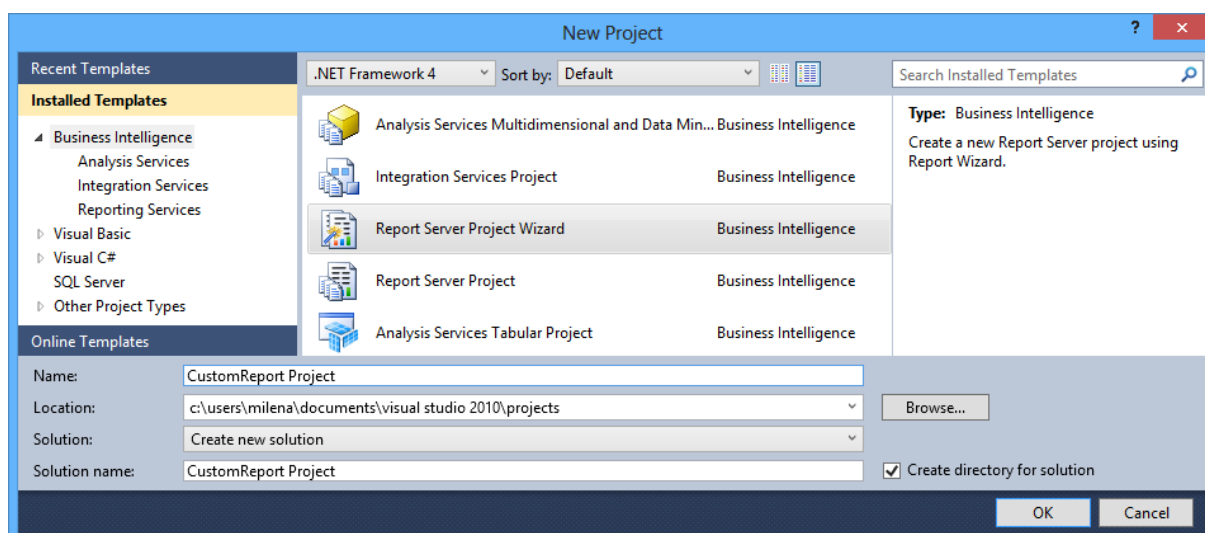 New Project
?
×
Recent Templates
Installed Templates
Business Intelligence
Analysis Services
Integration Services
Reporting Services
Visual Basic
Visual C#
SQL Server
Other Project Types
Online Templates
.NET Framework 4 Sort by: Default
Analysis Services Multidimensional and Data Min... Business Intelligence
Integration Services Project Business Intelligence
Report Server Project Wizard Business Intelligence
Report Server Project Business Intelligence
Analysis Services Tabular Project Business Intelligence
Search Installed Templates
Type: Business Intelligence
Create a new Report Server project using
Report Wizard.
Name: CustomReport Project
Location: c:\users\milena\documents\visual studio 2010\projects Browse...
Solution: Create new solution
Solution name: CustomReport Project Create directory for solution
OK Cancel